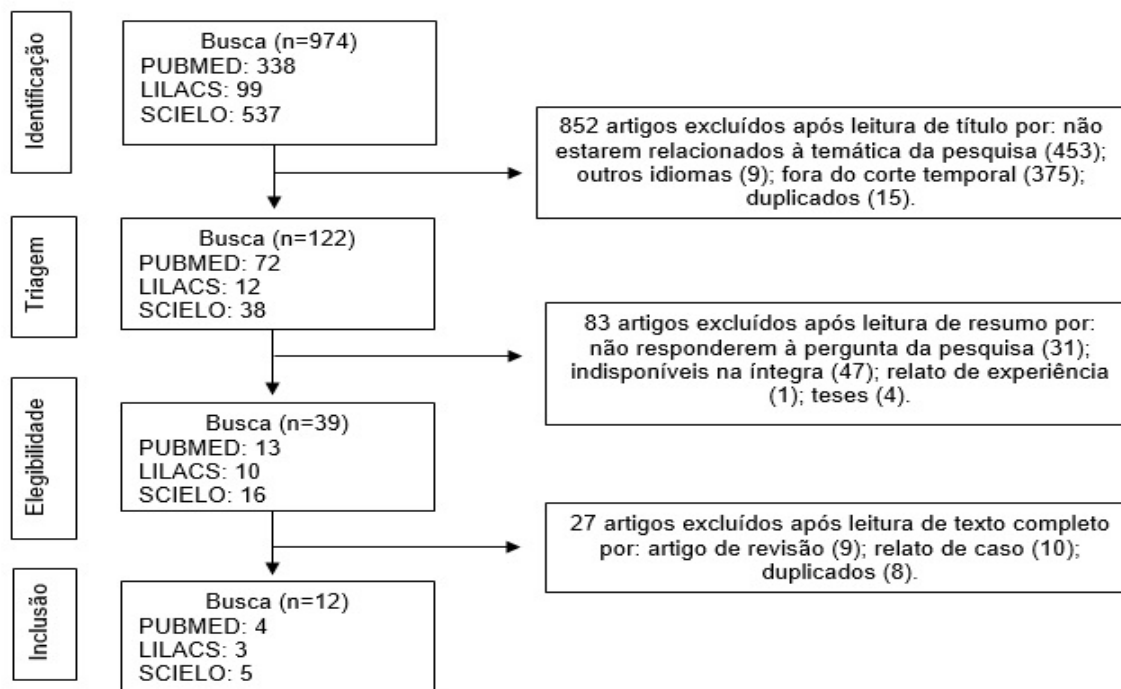 Identificação
Busca (n=974)
PUBMED: 338
LILACS: 99
SCIELO: 537
852 artigos excluídos após leitura de título por: não
estarem relacionados à temática da pesquisa (453);
outros idiomas (9); fora do corte temporal (375);
duplicados (15).
Triagem
Busca (n=122)
PUBMED: 72
LILACS: 12
SCIELO: 38
83 artigos excluídos após leitura de resumo por:
não responderem à pergunta da pesquisa (31);
indisponíveis na íntegra (47); relato de experiência
(1); teses (4).
Elegibilidade
Busca (n=39)
PUBMED: 13
LILACS: 10
SCIELO: 16
27 artigos excluídos após leitura de texto completo
por: artigo de revisão (9); relato de caso (10);
duplicados (8).
Inclusão
Busca (n=12)
PUBMED: 4
LILACS: 3
SCIELO: 5